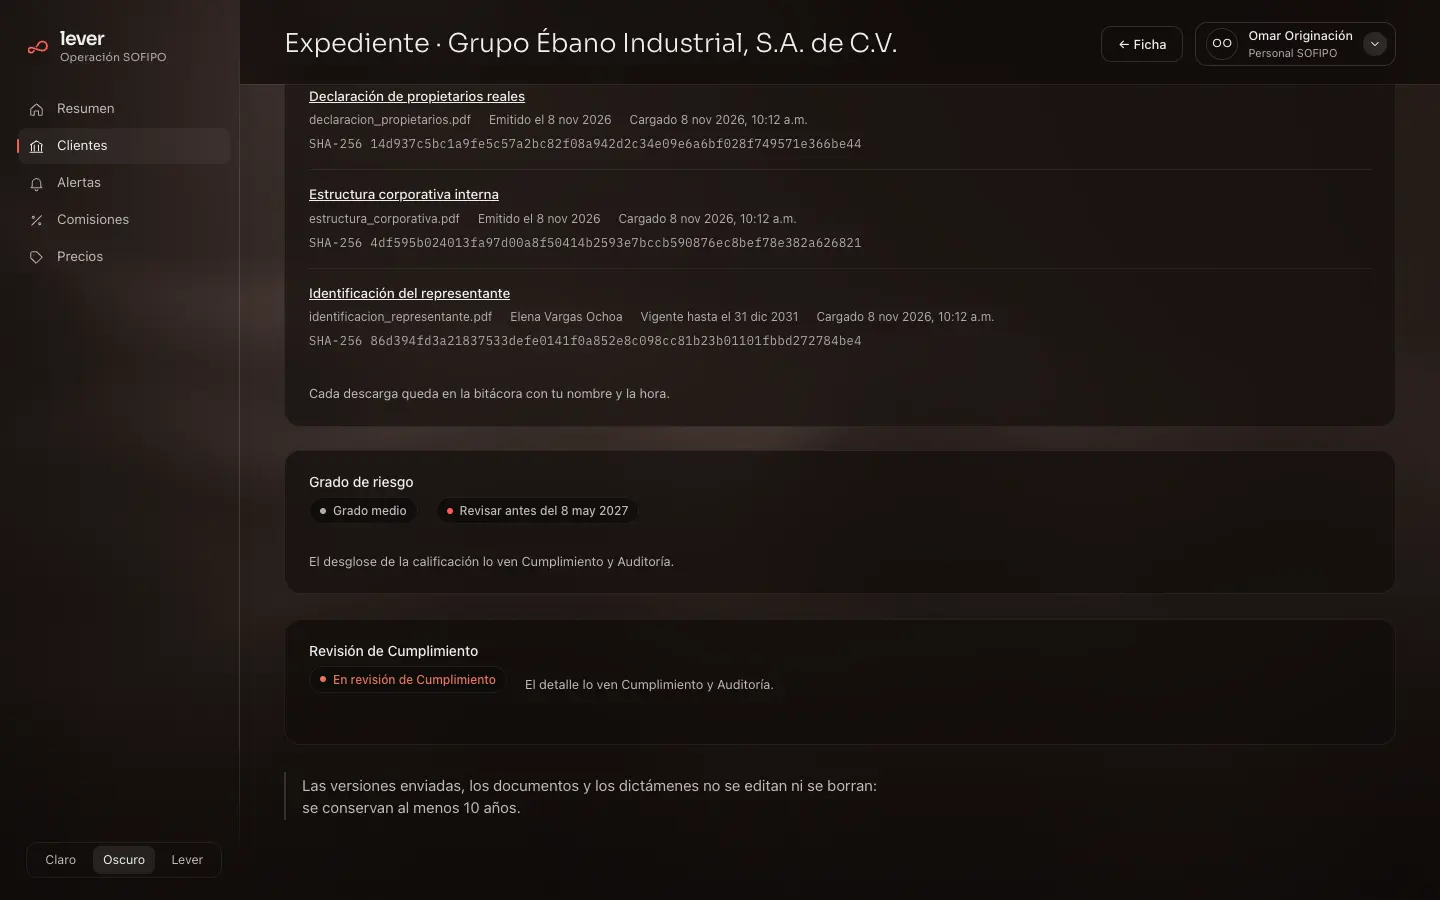 lever
Operación SOFIPO
Resumen
Clientes
Alertas
Comisiones
Precios
Claro
Oscuro
Lever
Expediente · Grupo Ébano Industrial, S.A. de C.V.
← Ficha
OO
Omar Originación
Personal SOFIPO
Declaración de propietarios reales
declaracion_propietarios.pdf Emitido el 8 nov 2026 Cargado 8 nov 2026, 10:12 a.m.
SHA-256 14d937c5bc1a9fe5c57a2bc82f08a942d2c34e09e6a6bf028f749571e366be44
Estructura corporativa interna
estructura_corporativa.pdf Emitido el 8 nov 2026 Cargado 8 nov 2026, 10:12 a.m.
SHA-256 4df595b024013fa97d00a8f50414b2593e7bccb590876ec8bef78e382a626821
Identificación del representante
identificacion_representante.pdf Elena Vargas Ochoa Vigente hasta el 31 dic 2031 Cargado 8 nov 2026, 10:12 a.m.
SHA-256 86d394fd3a21837533defe0141f0a852e8c098cc81b23b01101fbbd272784be4
Cada descarga queda en la bitácora con tu nombre y la hora.
Grado de riesgo
Grado medio
Revisar antes del 8 may 2027
El desglose de la calificación lo ven Cumplimiento y Auditoría.
Revisión de Cumplimiento
En revisión de Cumplimiento
El detalle lo ven Cumplimiento y Auditoría.
Las versiones enviadas, los documentos y los dictámenes no se editan ni se borran:
se conservan al menos 10 años.